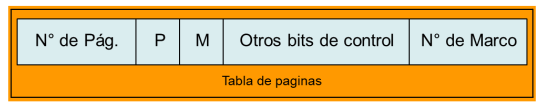 N° de Pág. P M Otros bits de control N° de Marco
Tabla de paginas